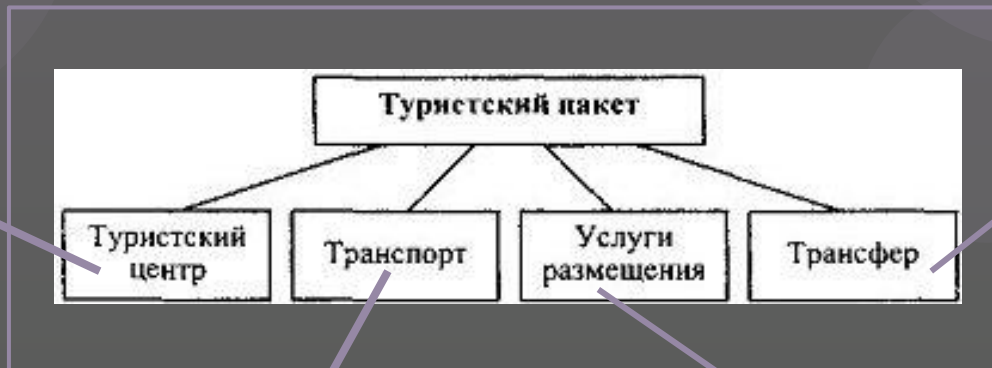 Туристский пакет
Туристский
центр
Транспорт
Услуги
размещения
Трансфер